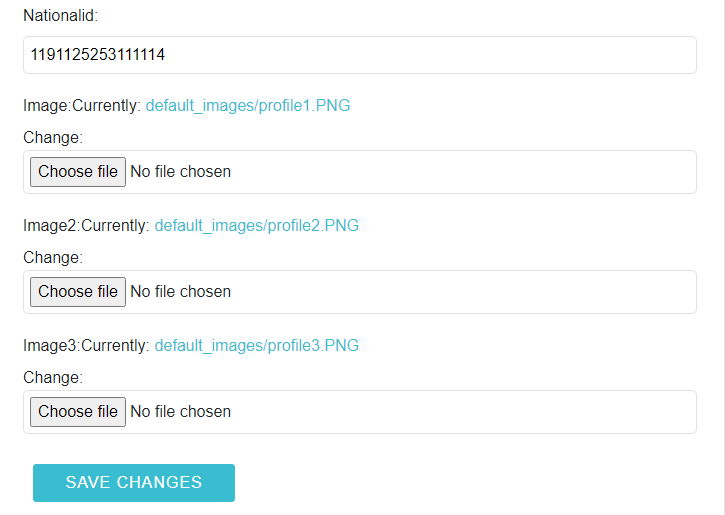 Nationalid:
1191125253111114
Image:Currently: default_images/profile1.PNG
Change:
Choose file No file chosen
Image2:Currently: default_images/profile2.PNG
Change:
Choose file No file chosen
Image3:Currently: default_images/profile3.PNG
Change:
Choose file No file chosen
SAVE CHANGES